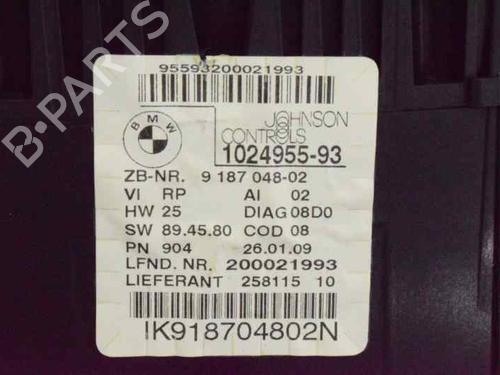 B-PARTS
95593200021993
BMW
JOHNSON
CONTROLS
1024955-93
ZB-NR. 9 187 048-02
VI RP AI 02
HW 25 DIAG 08D0
SW 89.45.80 COD 08
PN 904 26.01.09
LFND. NR. 200021993
LIEFERANT 258115 10
IK918704802N